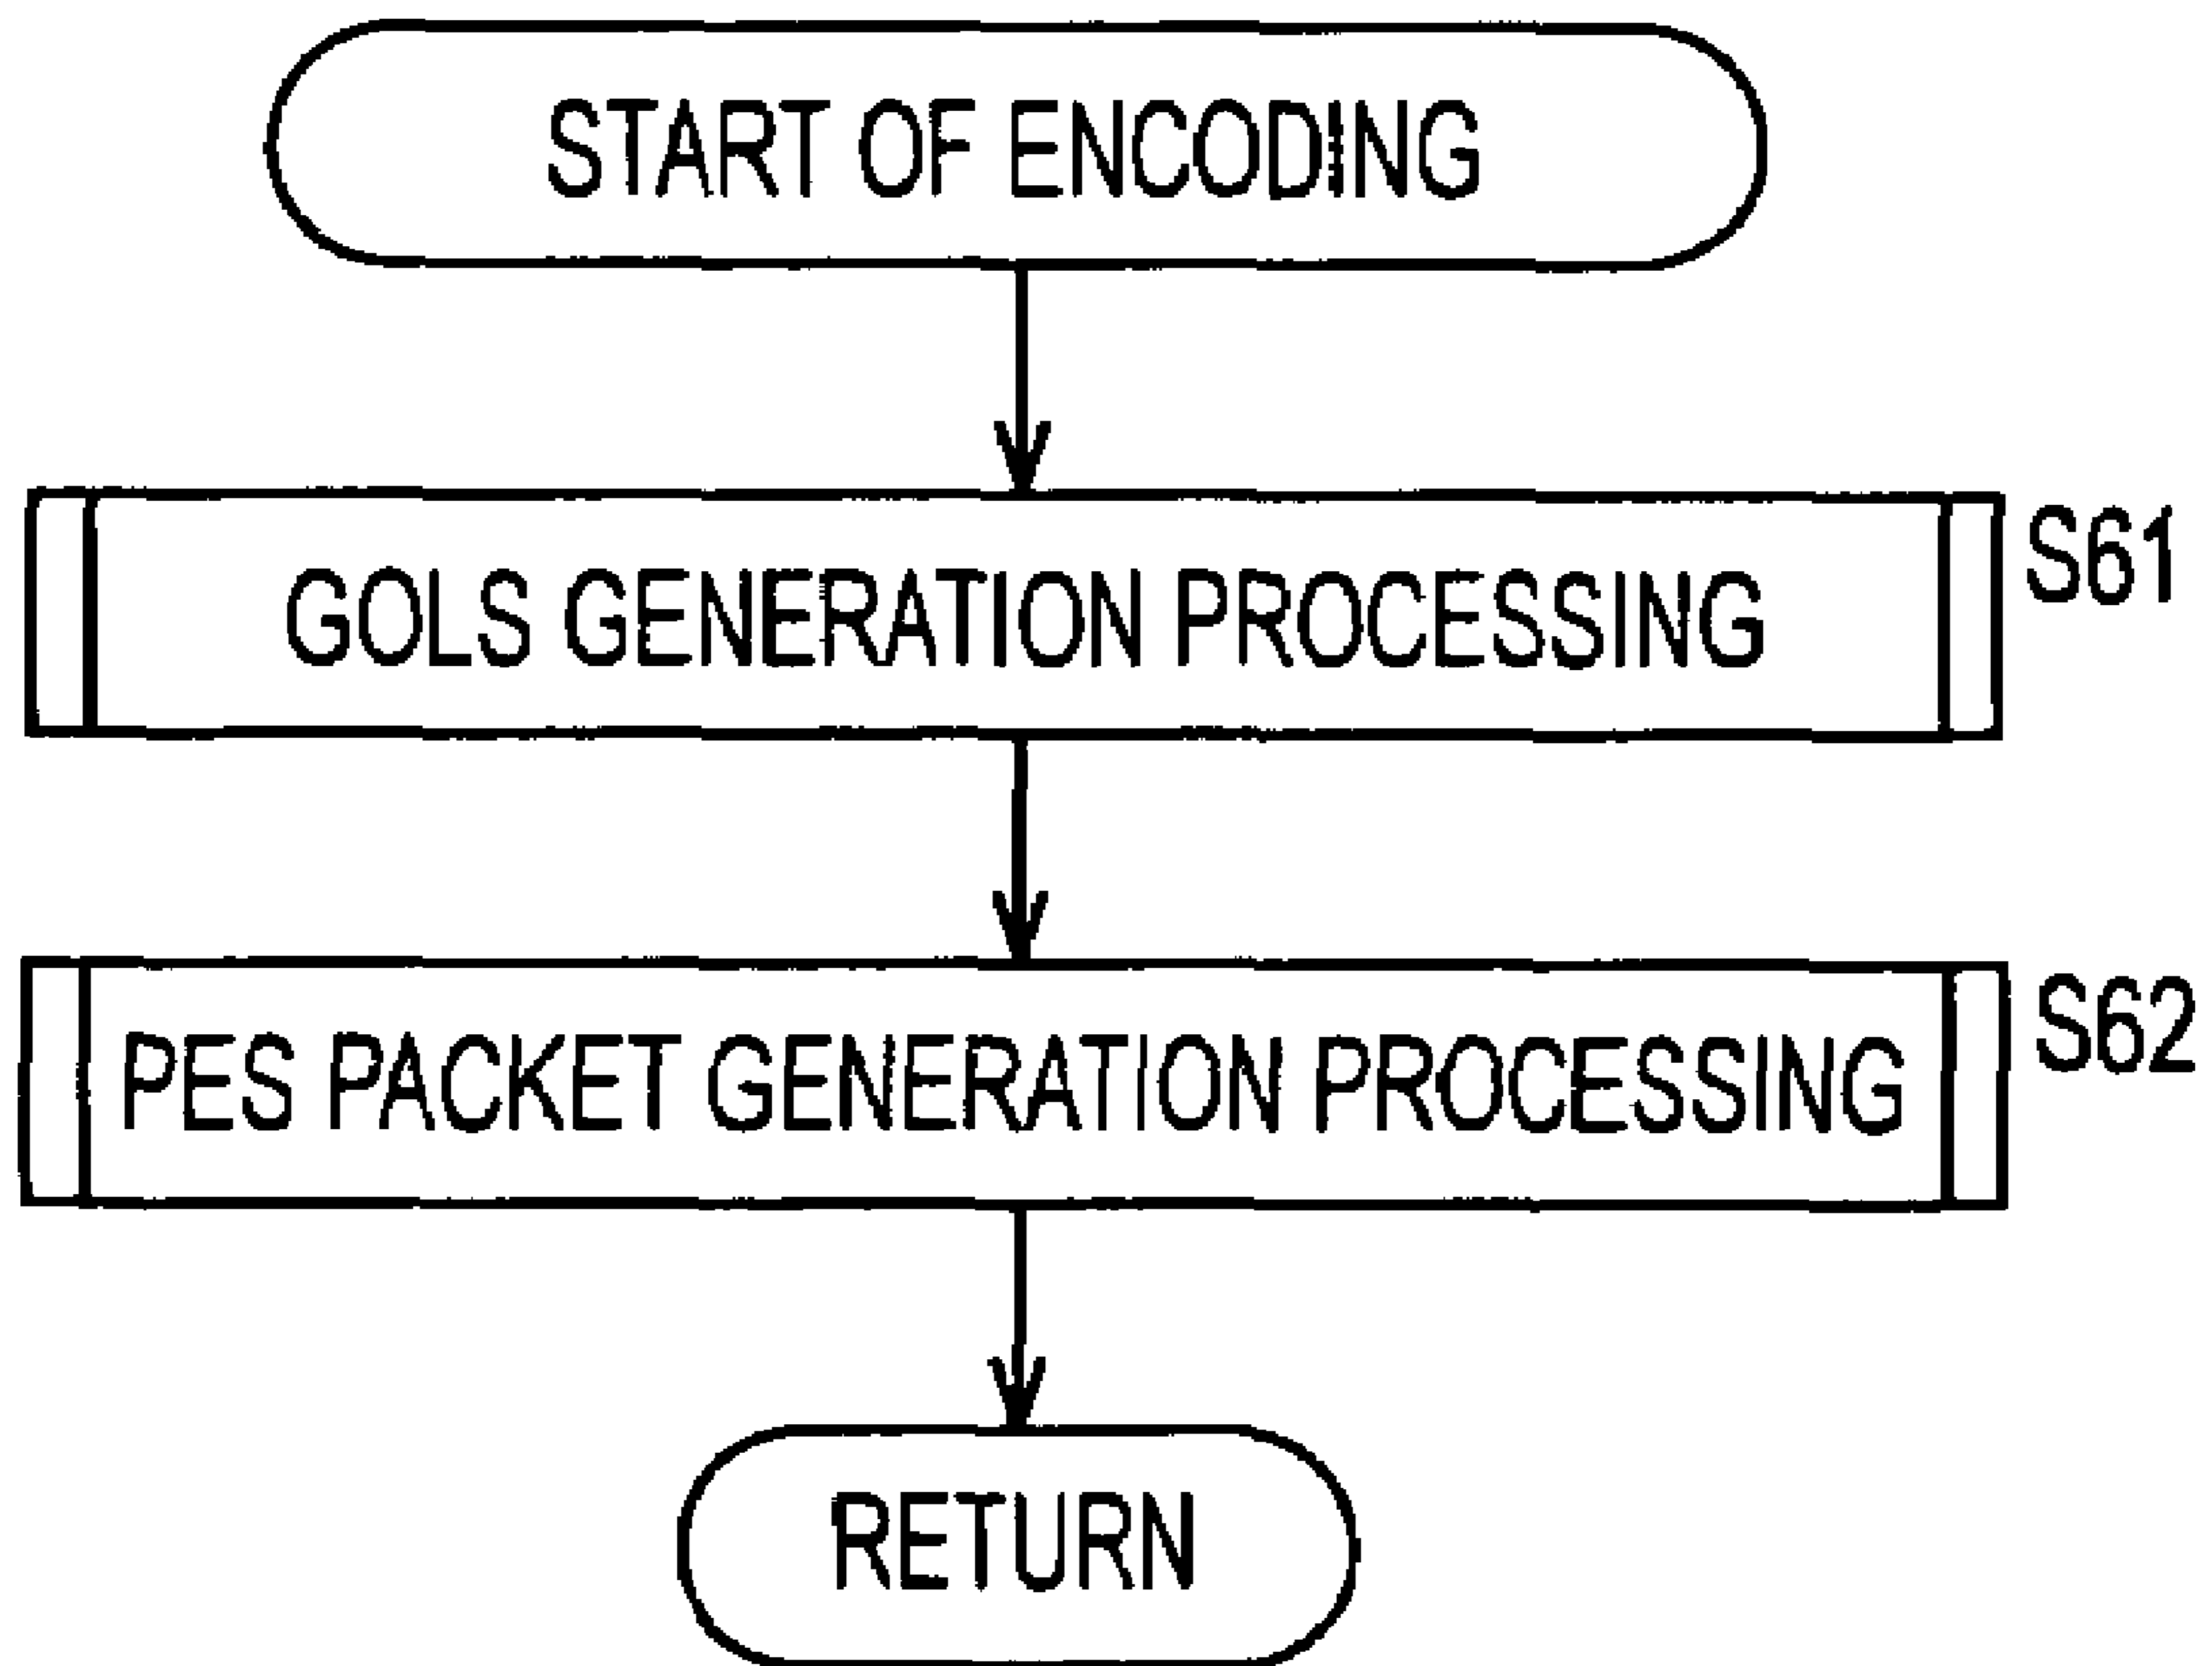 START OF ENCODING
GOLS GENERATION PROCESSING
S61
PES PACKET GENERATION PROCESSING
S62
RETURN